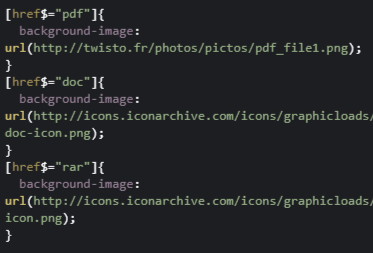 [href$="pdf"]{
  background-image:
url(http://twisto.fr/photos/pictos/pdf_file1.png);
}
[href$="doc"]{
  background-image:
url(http://icons.iconarchive.com/icons/graphicloads/
doc-icon.png);
}
[href$="rar"]{
  background-image:
url(http://icons.iconarchive.com/icons/graphicloads/
icon.png);
}